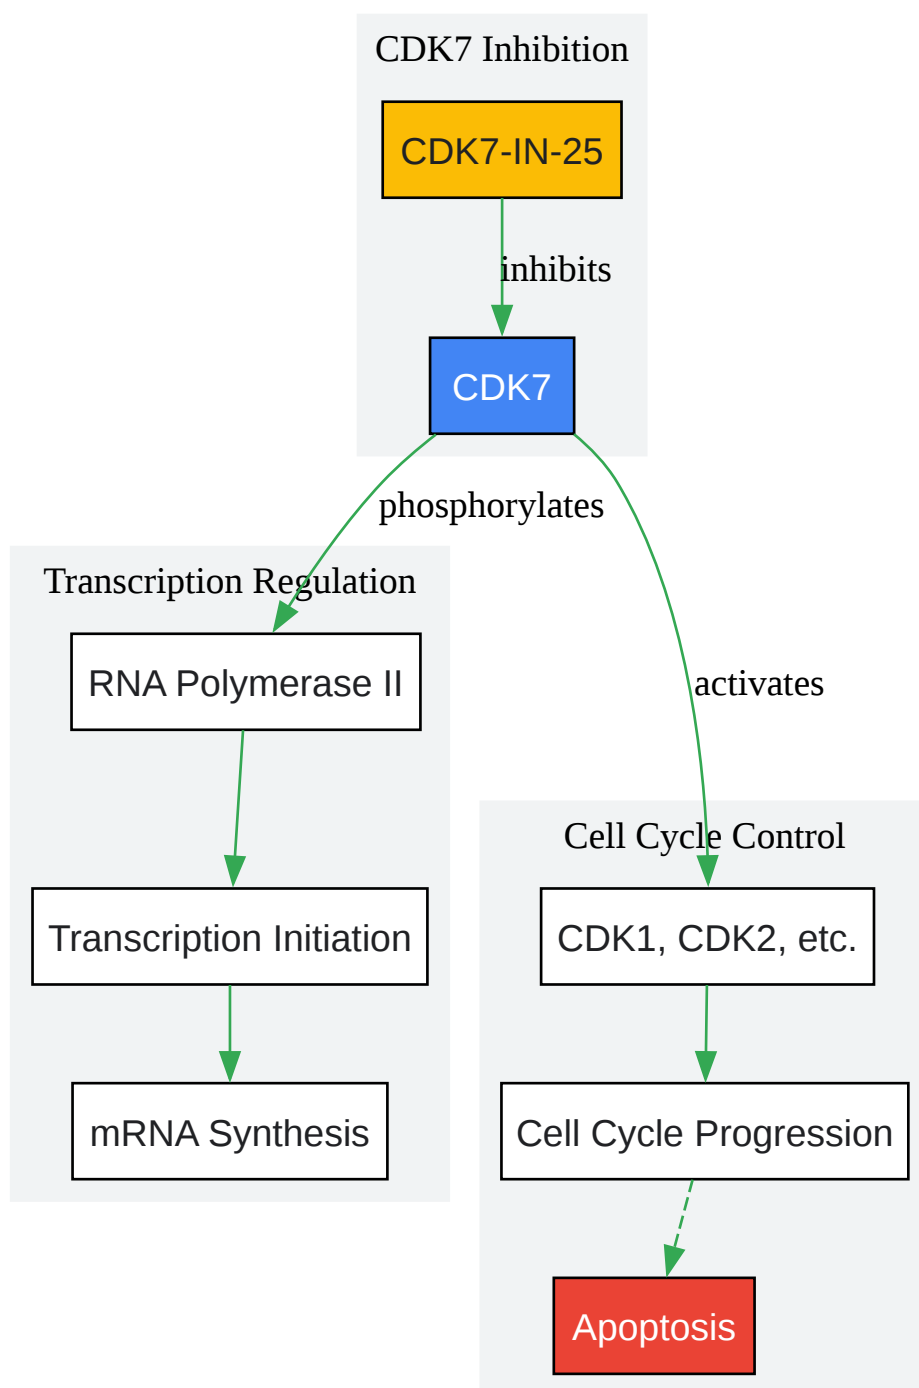 CDK7 Inhibition
CDK7-IN-25
inhibits
CDK7
phosphorylates
Transcription Regulation
RNA Polymerase II
activates
Cell Cycle Control
Transcription Initiation
CDK1, CDK2, etc.
mRNA Synthesis
Cell Cycle Progression
Apoptosis